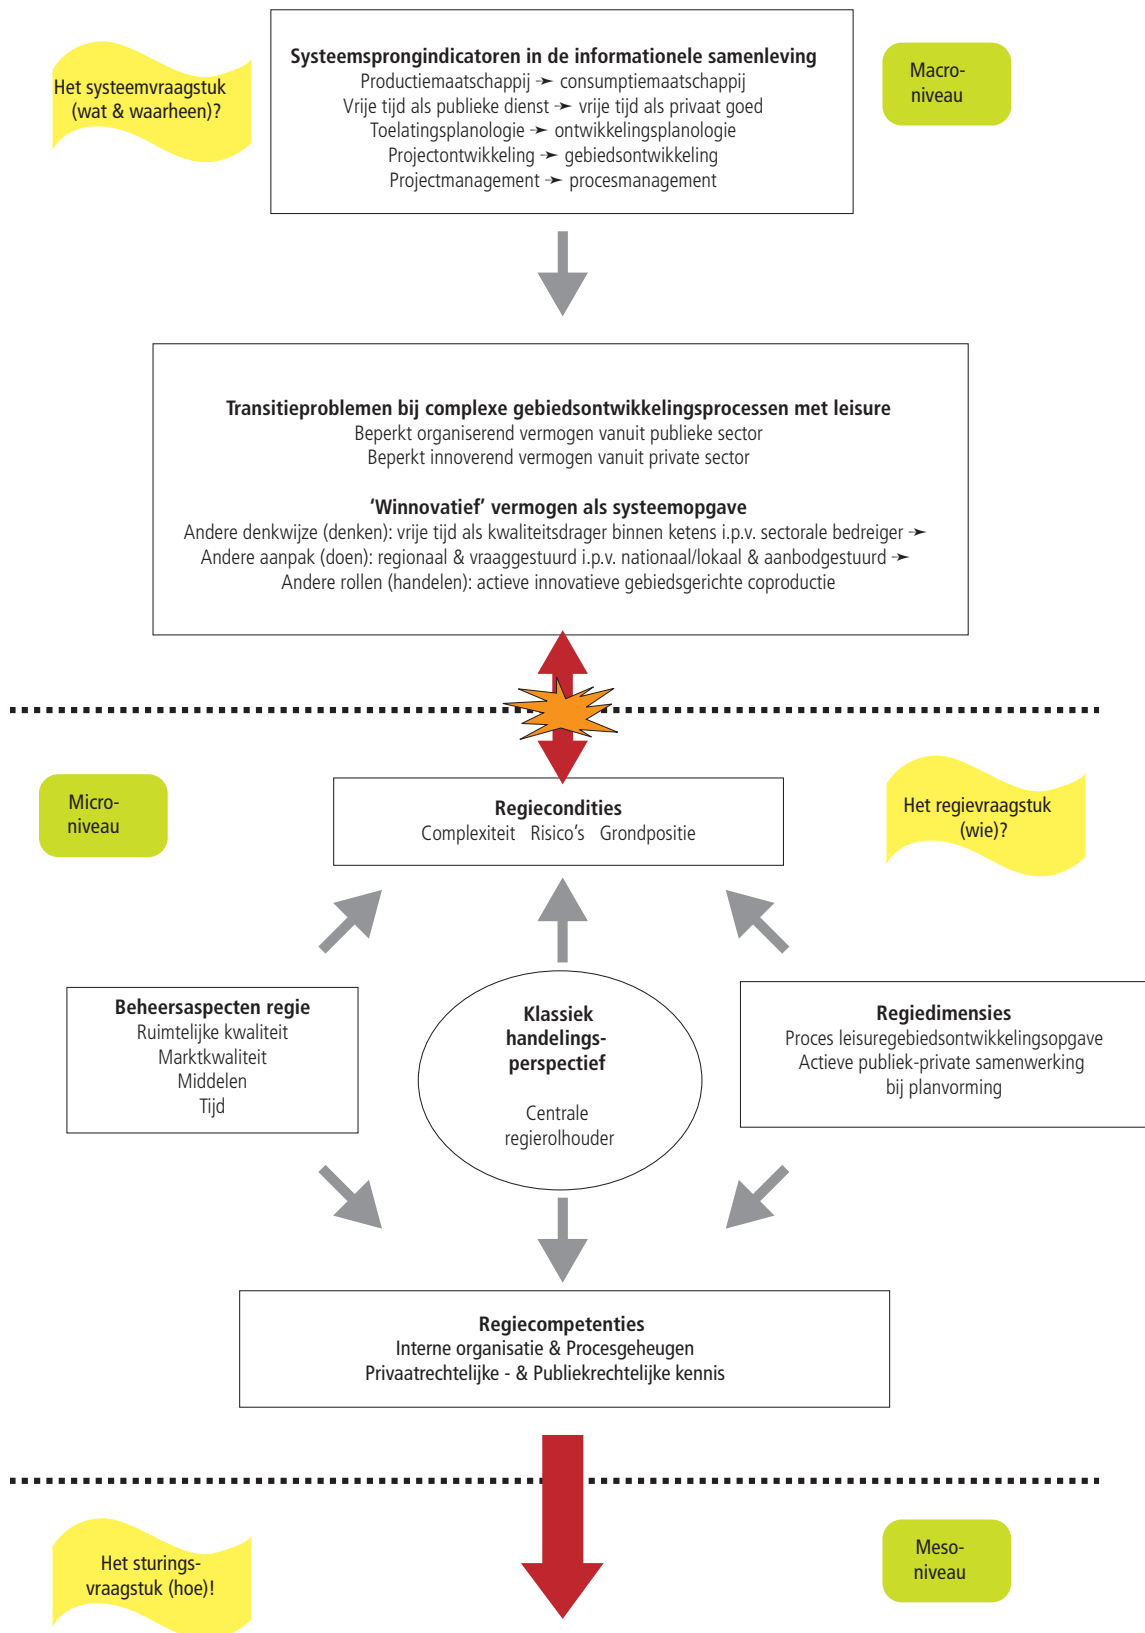 Het systeemvraagstuk
(wat & waarheen)?
Systeemsprongindicatoren in de informationele samenleving
Productiemaatschappij ➛ consumptiemaatschappij
Vrije tijd als publieke dienst ➛ vrije tijd als privaat goed
Toelatingsplanologie ➛ ontwikkelingsplanologie
Projectontwikkeling ➛ gebiedsontwikkeling
Projectmanagement ➛ procesmanagement
Macro-
niveau
Transitieproblemen bij complexe gebiedsontwikkelingsprocessen met leisure
Beperkt organiserend vermogen vanuit publieke sector
Beperkt innoverend vermogen vanuit private sector
‘Winnovatief’ vermogen als systeemopgave
Andere denkwijze (denken): vrije tijd als kwaliteitsdrager binnen ketens i.p.v. sectorale bedreiger ➛
Andere aanpak (doen): regionaal & vraaggestuurd i.p.v. nationaal/lokaal & aanbodgestuurd ➛
Andere rollen (handelen): actieve innovatieve gebiedsgerichte coproductie
Micro-
niveau
Regiecondities
Complexiteit Risico’s Grondpositie
Het regievraagstuk
(wie)?
Beheersaspecten regie
Ruimtelijke kwaliteit
Marktkwaliteit
Middelen
Tijd
Klassiek
handelings-
perspectief
Centrale
regierolhouder
Regiedimensies
Proces leisuregebiedsontwikkelingsopgave
Actieve publiek-private samenwerking
bij planvorming
Regiecompetenties
Interne organisatie & Procesgeheugen
Privaatrechtelijke - & Publiekrechtelijke kennis
Het sturings-
vraagstuk (hoe)!
Meso-
niveau